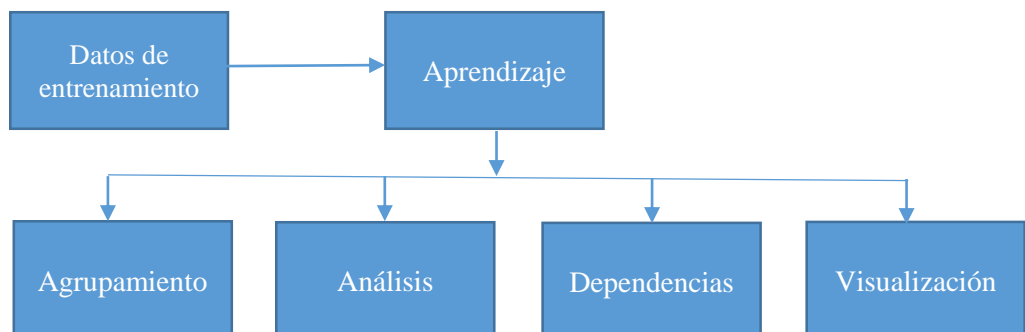 Datos de
entrenamiento
Aprendizaje
Agrupamiento
Análisis
Dependencias
Visualización